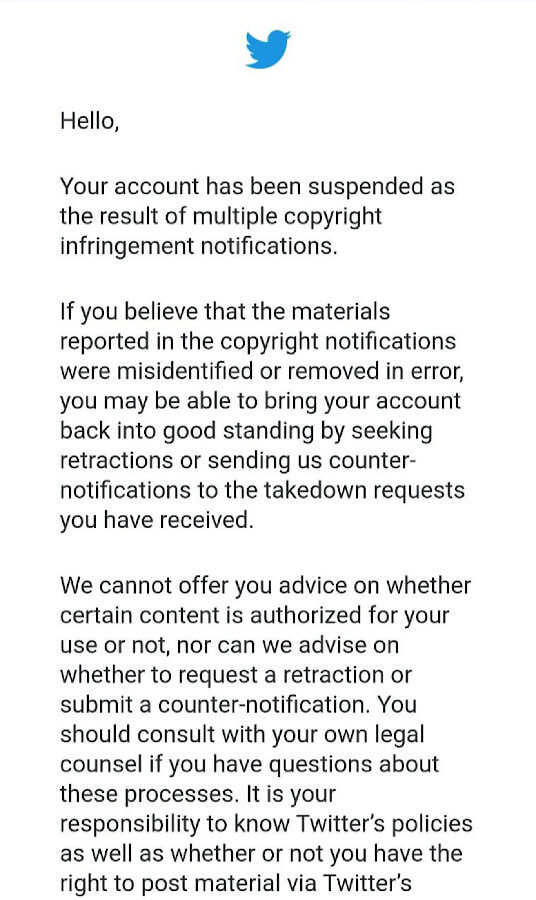 Hello,
Your account has been suspended as
the result of multiple copyright
infringement notifications.
If you believe that the materials
reported in the copyright notifications
were misidentified or removed in error,
you may be able to bring your account
back into good standing by seeking
retractions or sending us counter-
notifications to the takedown requests
you have received.
We cannot offer you advice on whether
certain content is authorized for your
use or not, nor can we advise on
whether to request a retraction or
submit a counter-notification. You
should consult with your own legal
counsel if you have questions about
these processes. It is your
responsibility to know Twitter's policies
as well as whether or not you have the
right to post material via Twitter's